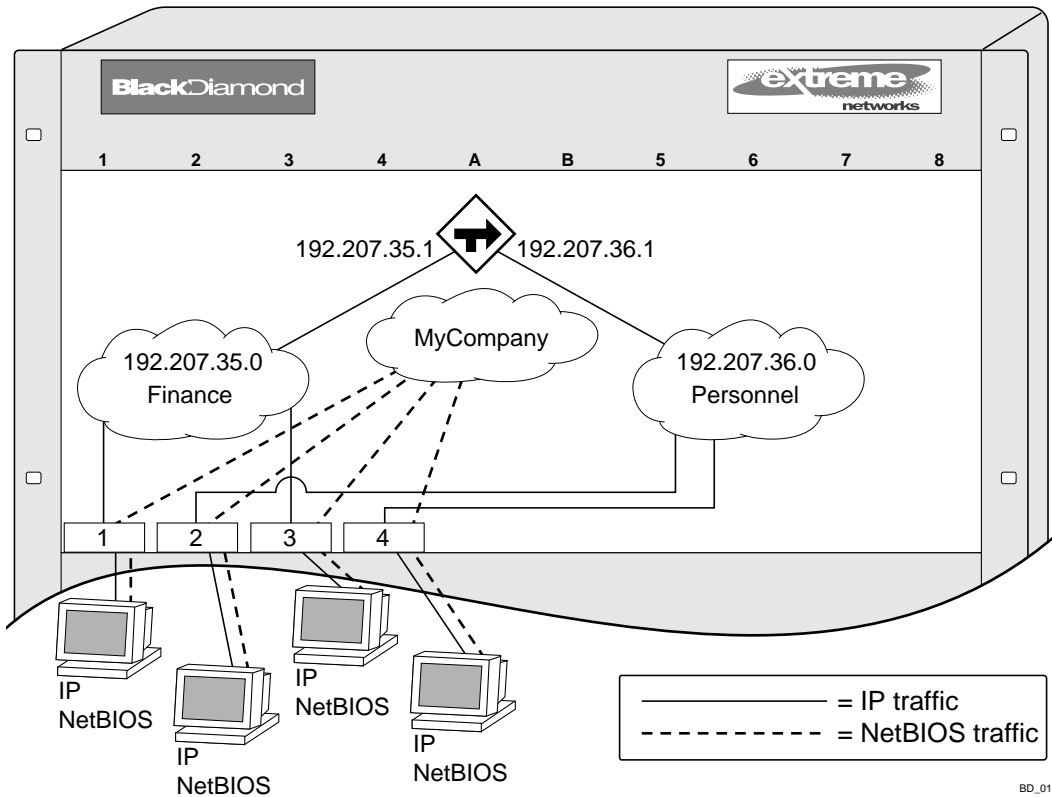 BlackDiamond
extreme
networks
1 2 3 4 A B 5 6 7 8
192.207.35.1
192.207.36.1
MyCompany
192.207.35.0
Finance
192.207.36.0
Personnel
1 2 3 4
IP
NetBIOS
IP
NetBIOS
IP
NetBIOS
IP
NetBIOS
= IP traffic
= NetBIOS traffic
BD_01